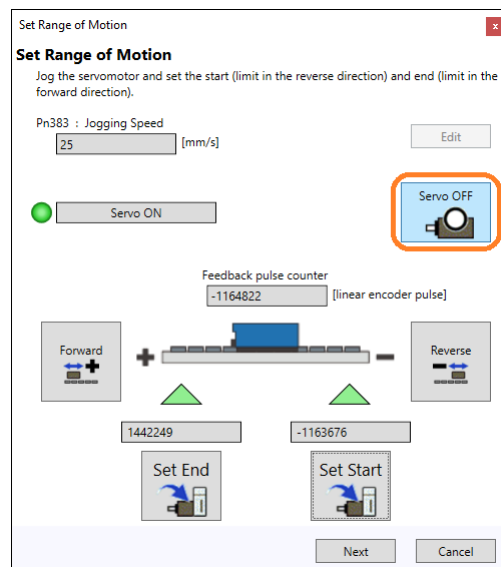 Set Range of Motion
x
Set Range of Motion
Jog the servomotor and set the start (limit in the reverse direction) and end (limit in the
forward direction).
Pn383 : Jogging Speed
25 [mm/s]
Edit
Servo OFF
Servo ON
Feedback pulse counter
-1164822 [linear encoder pulse]
Forward
+
−
Reverse
1442249
-1163676
Set End
Set Start
Next
Cancel